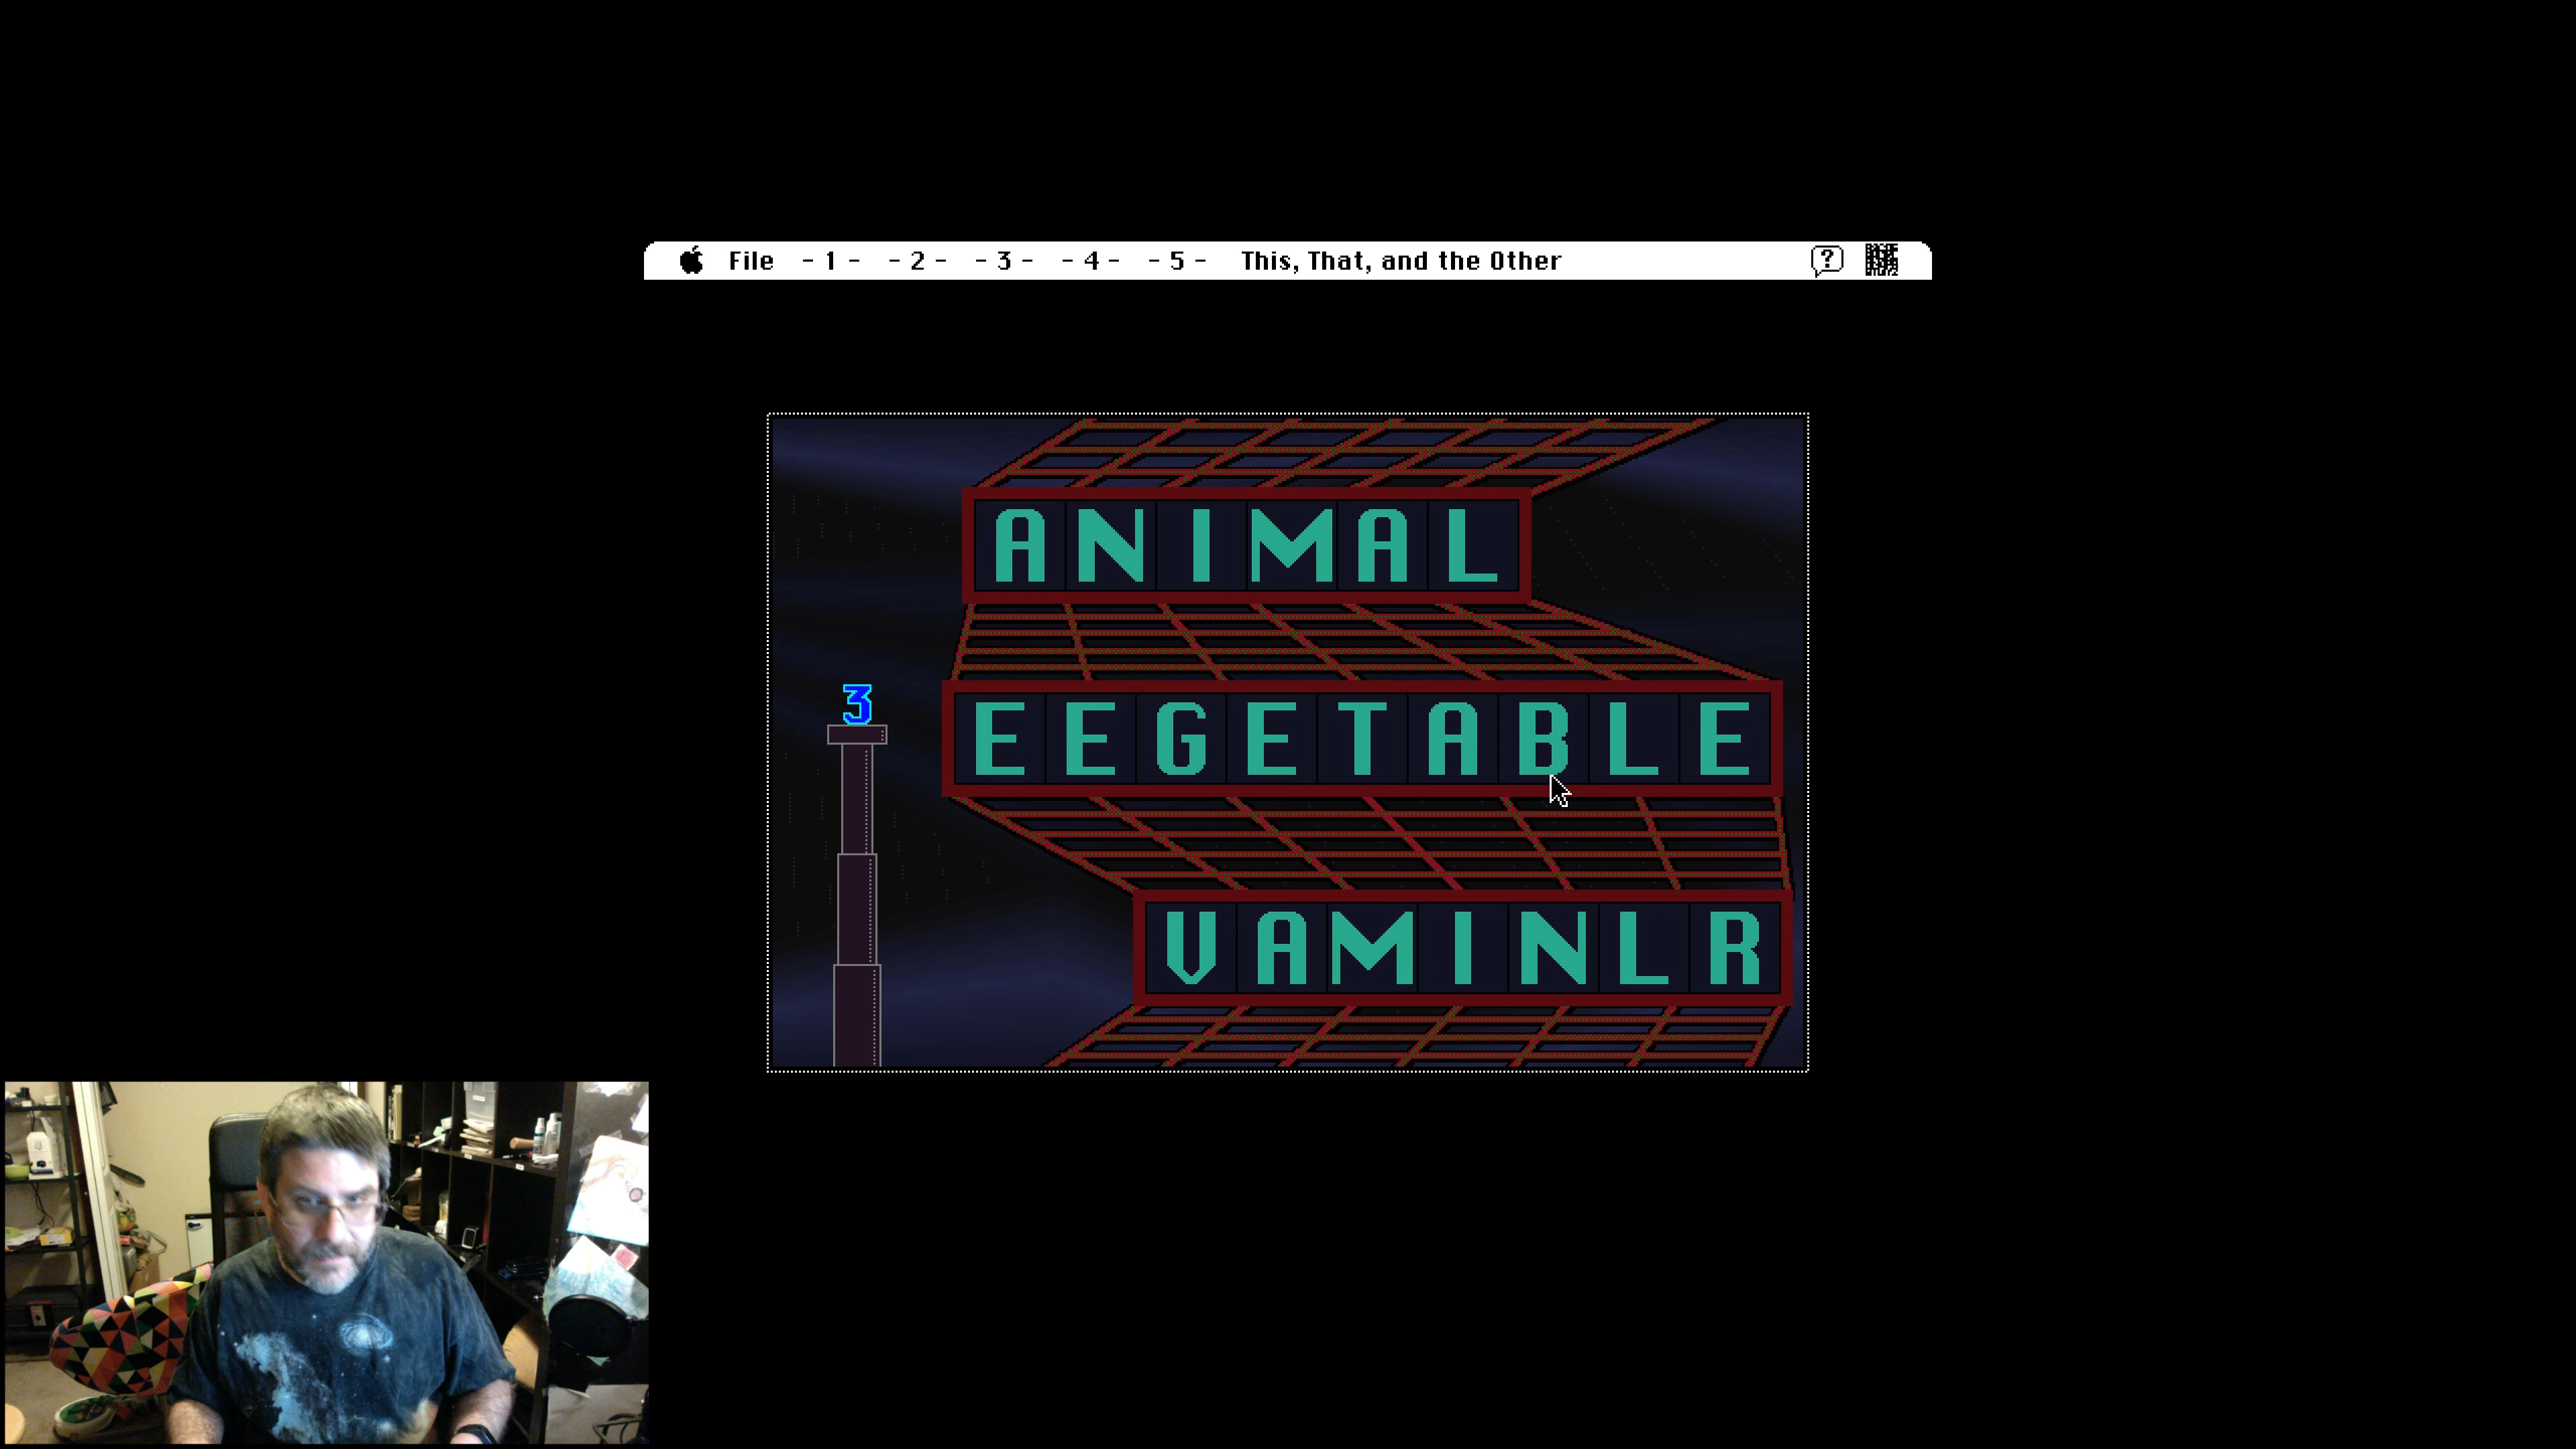 File -1- -2- -3- -4- -5- This, That, and the Other ?
ANIMAL
3
EEGETABLE
VAMINLR